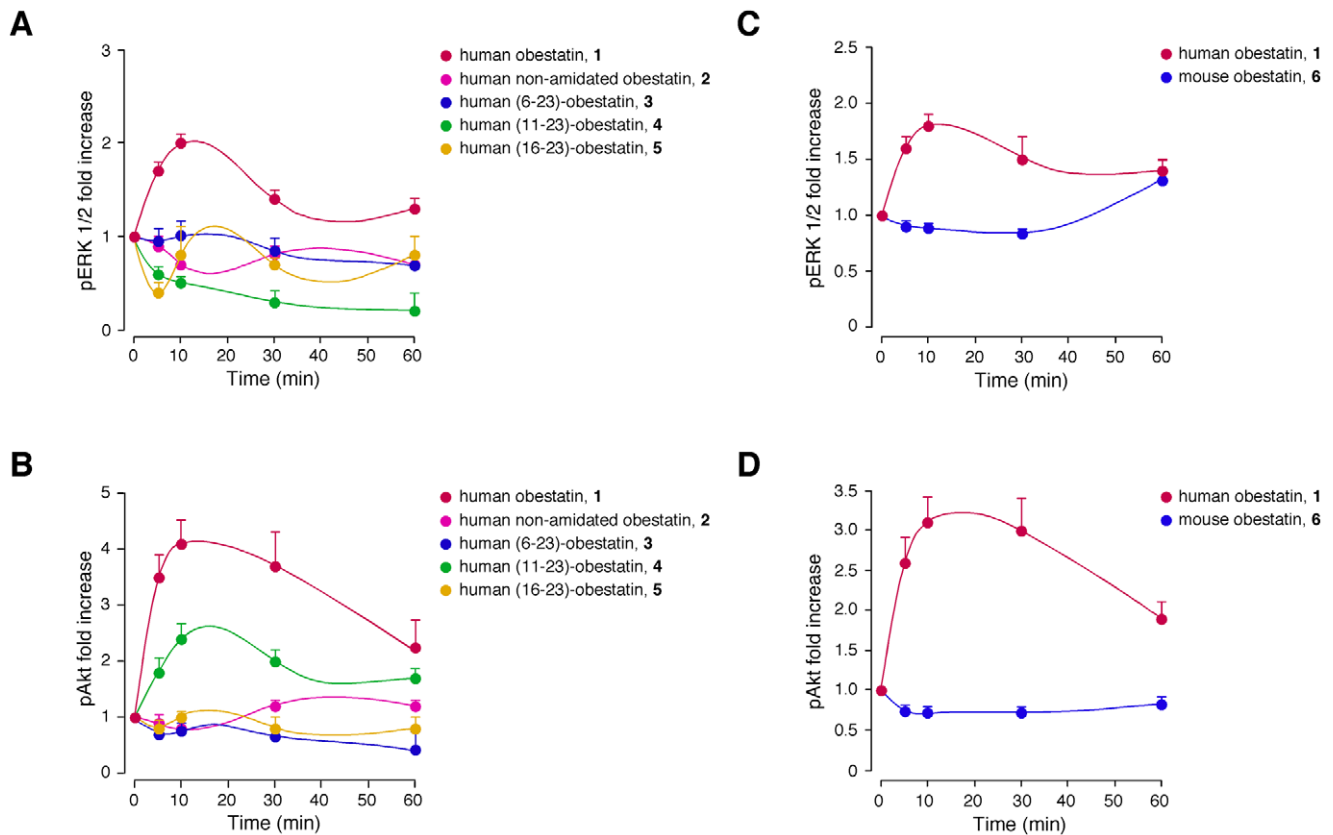 A
pERK 1/2 fold increase
3
2
1
0
0 10 20 30 40 50 60
Time (min)
human obestatin, 1
human non-amidated obestatin, 2
human (6-23)-obestatin, 3
human (11-23)-obestatin, 4
human (16-23)-obestatin, 5
C
pERK 1/2 fold increase
2.5
2.0
1.5
1.0
0.5
0
0 10 20 30 40 50 60
Time (min)
human obestatin, 1
mouse obestatin, 6
B
pAkt fold increase
5
4
3
2
1
0
0 10 20 30 40 50 60
Time (min)
human obestatin, 1
human non-amidated obestatin, 2
human (6-23)-obestatin, 3
human (11-23)-obestatin, 4
human (16-23)-obestatin, 5
D
pAkt fold increase
3.5
3.0
2.5
2.0
1.5
1.0
0.5
0
0 10 20 30 40 50 60
Time (min)
human obestatin, 1
mouse obestatin, 6